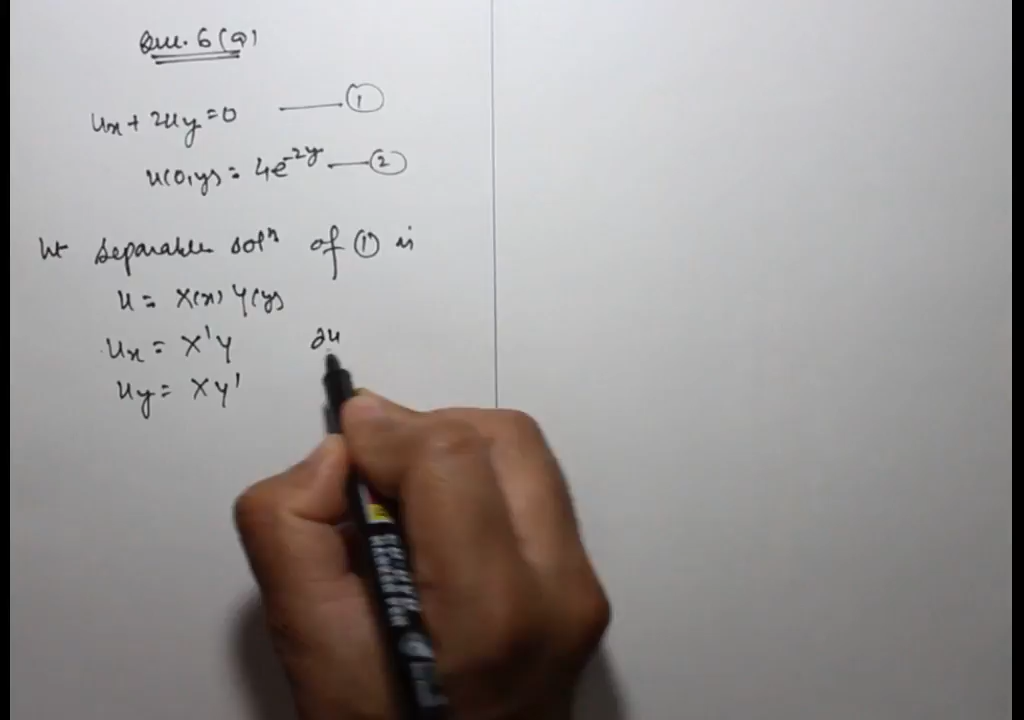 Que. 6(a)
ux + 2uy = 0 ——— ①
u(0,y) = 4e^-2y — ②
let separable solⁿ of ① is
u = X(x) Y(y)
ux = X'Y ∂u
uy = XY'